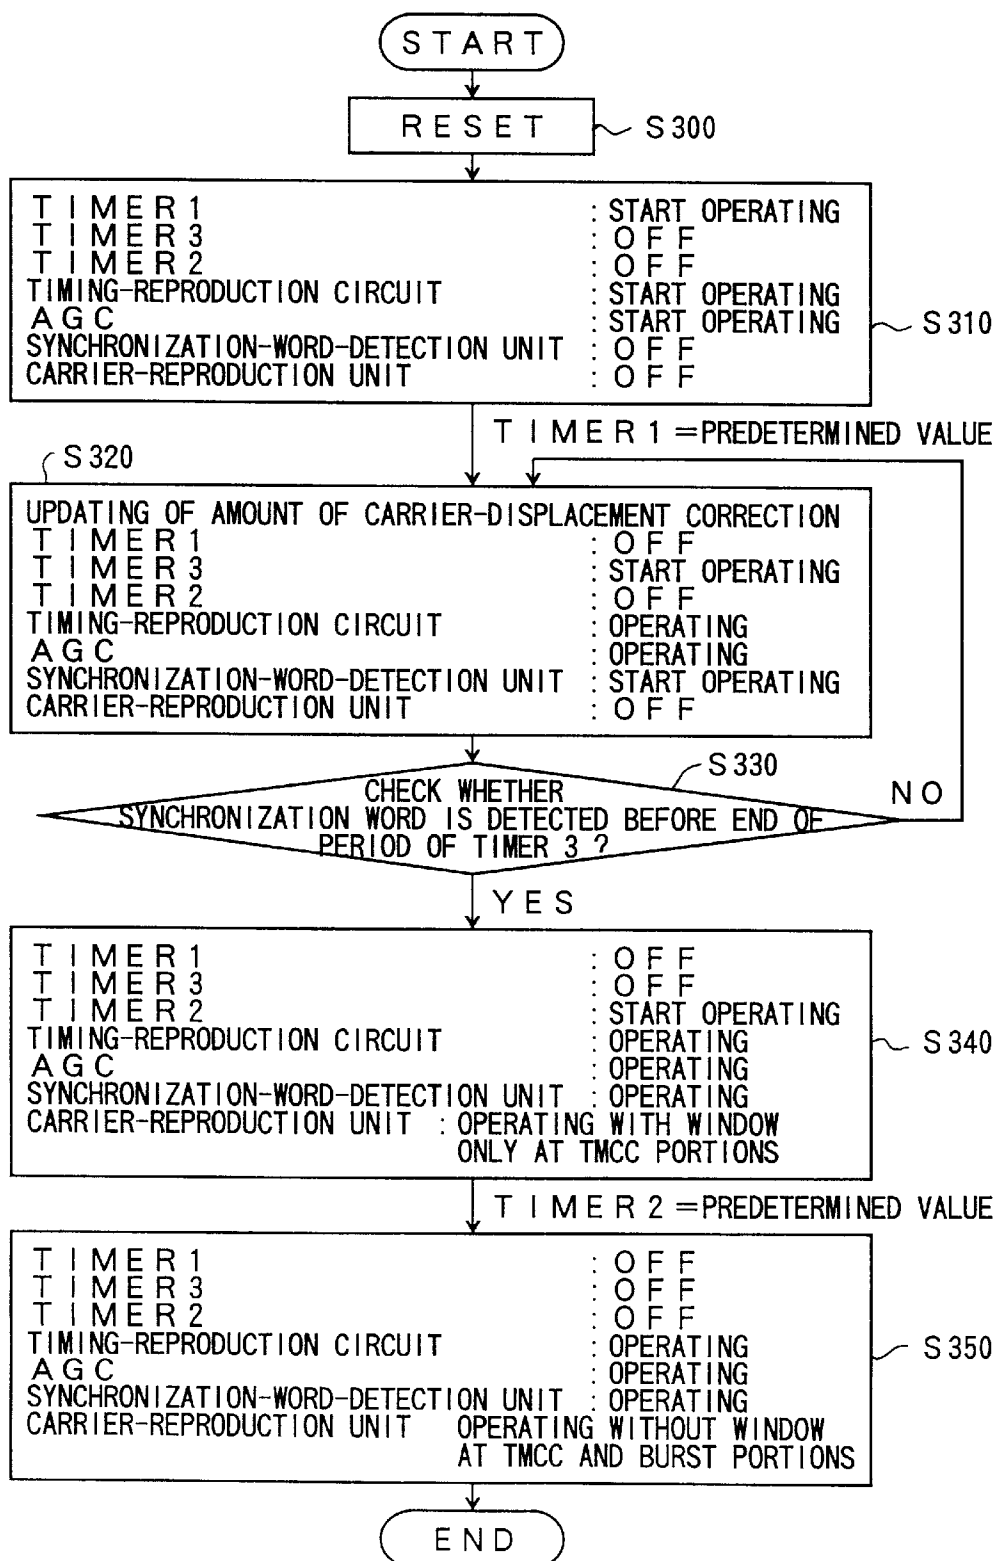 START
RESET
S300
TIMER1 : START OPERATING
TIMER3 : OFF
TIMER2 : OFF
TIMING-REPRODUCTION CIRCUIT : START OPERATING
AGC : START OPERATING
SYNCHRONIZATION-WORD-DETECTION UNIT : OFF
CARRIER-REPRODUCTION UNIT : OFF
S310
TIMER1=PREDETERMINED VALUE
S320
UPDATING OF AMOUNT OF CARRIER-DISPLACEMENT CORRECTION
TIMER1 : OFF
TIMER3 : START OPERATING
TIMER2 : OFF
TIMING-REPRODUCTION CIRCUIT : OPERATING
AGC : OPERATING
SYNCHRONIZATION-WORD-DETECTION UNIT : START OPERATING
CARRIER-REPRODUCTION UNIT : OFF
S330
CHECK WHETHER
SYNCHRONIZATION WORD IS DETECTED BEFORE END OF
PERIOD OF TIMER 3 ?
NO
YES
TIMER1 : OFF
TIMER3 : OFF
TIMER2 : START OPERATING
TIMING-REPRODUCTION CIRCUIT : OPERATING
AGC : OPERATING
SYNCHRONIZATION-WORD-DETECTION UNIT : OPERATING
CARRIER-REPRODUCTION UNIT : OPERATING WITH WINDOW
ONLY AT TMCC PORTIONS
S340
TIMER2=PREDETERMINED VALUE
TIMER1 : OFF
TIMER3 : OFF
TIMER2 : OFF
TIMING-REPRODUCTION CIRCUIT : OPERATING
AGC : OPERATING
SYNCHRONIZATION-WORD-DETECTION UNIT : OPERATING
CARRIER-REPRODUCTION UNIT OPERATING WITHOUT WINDOW
AT TMCC AND BURST PORTIONS
S350
END